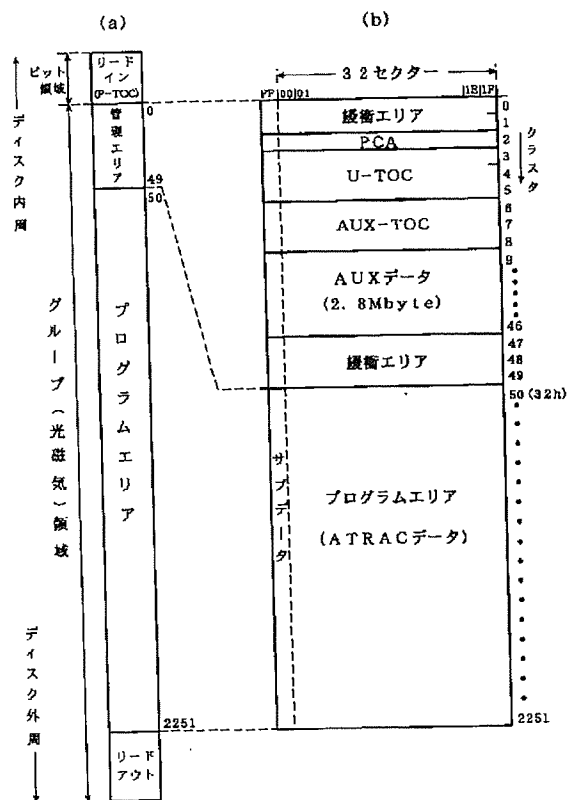 (a)
ピット
領域
リード
イン
(P-TOC)
管理エリア
0
49
50
プログラムエリア
2251
リード
アウト
ディスク内周
グループ(光磁気)領域
ディスク外周
(b)
32セクター
FF|00|01
|1E|1F|
緩衝エリア
PCA
U-TOC
AUX-TOC
AUXデータ
(2.8Mbyte)
緩衝エリア
サブデータ
プログラムエリア
(ATRACデータ)
0
1
2
3
4
5
6
7
8
9
46
47
48
49
50(32h)
2251
クラスタ